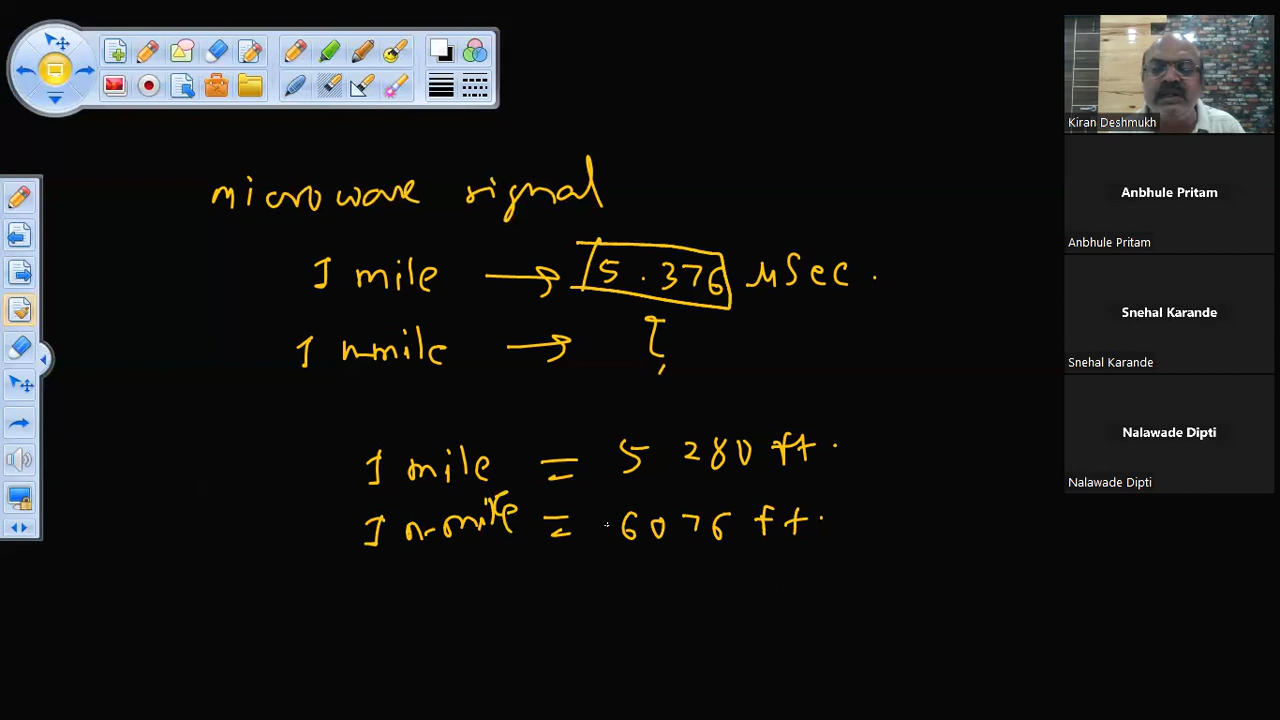 microwave signal
1 mile → 5.376 μSec.
1 n-mile → ?
1 mile = 5280 ft.
1 n-mile = 6076 ft.
Kiran Deshmukh
Anbhule Pritam
Anbhule Pritam
Snehal Karande
Snehal Karande
Nalawade Dipti
Nalawade Dipti